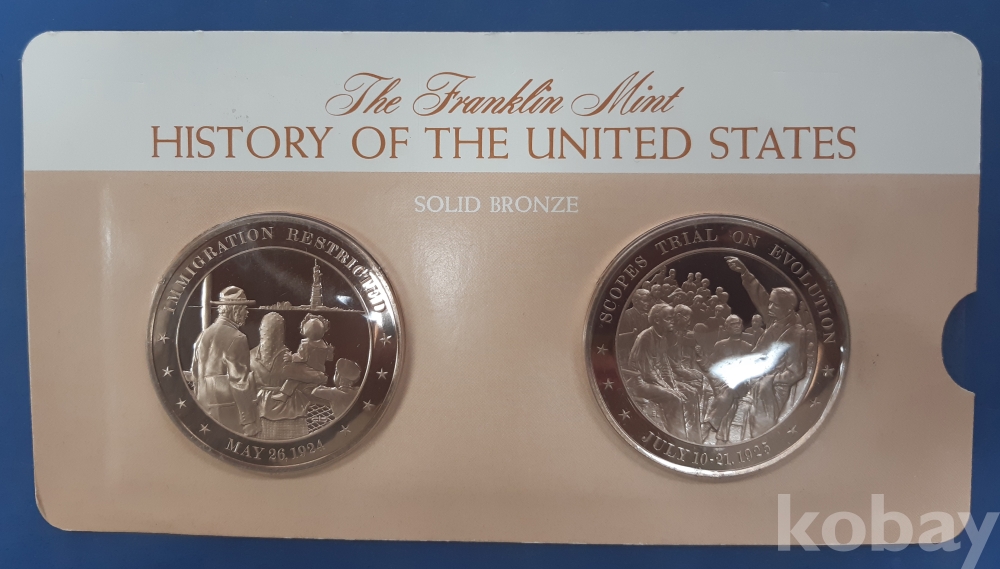 The Franklin Mint
HISTORY OF THE UNITED STATES
SOLID BRONZE
IMMIGRATION RESTRICTED
MAY 26, 1924
SCOPES TRIAL ON EVOLUTION
JULY 10-21, 1925
kobay